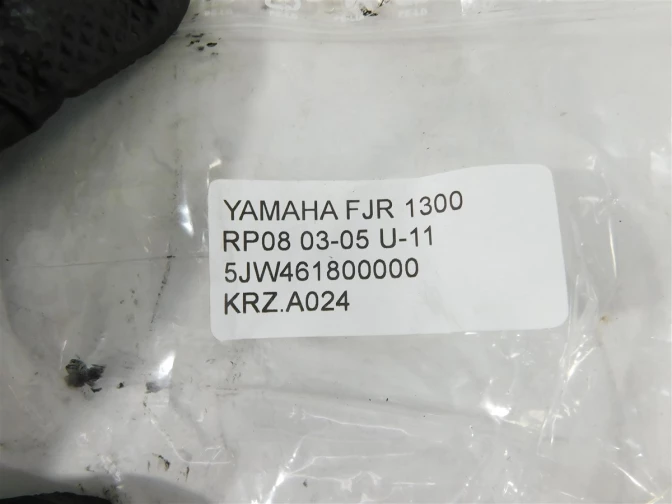 YAMAHA FJR 1300
RP08 03-05 U-11
5JW461800000
KRZ.A024